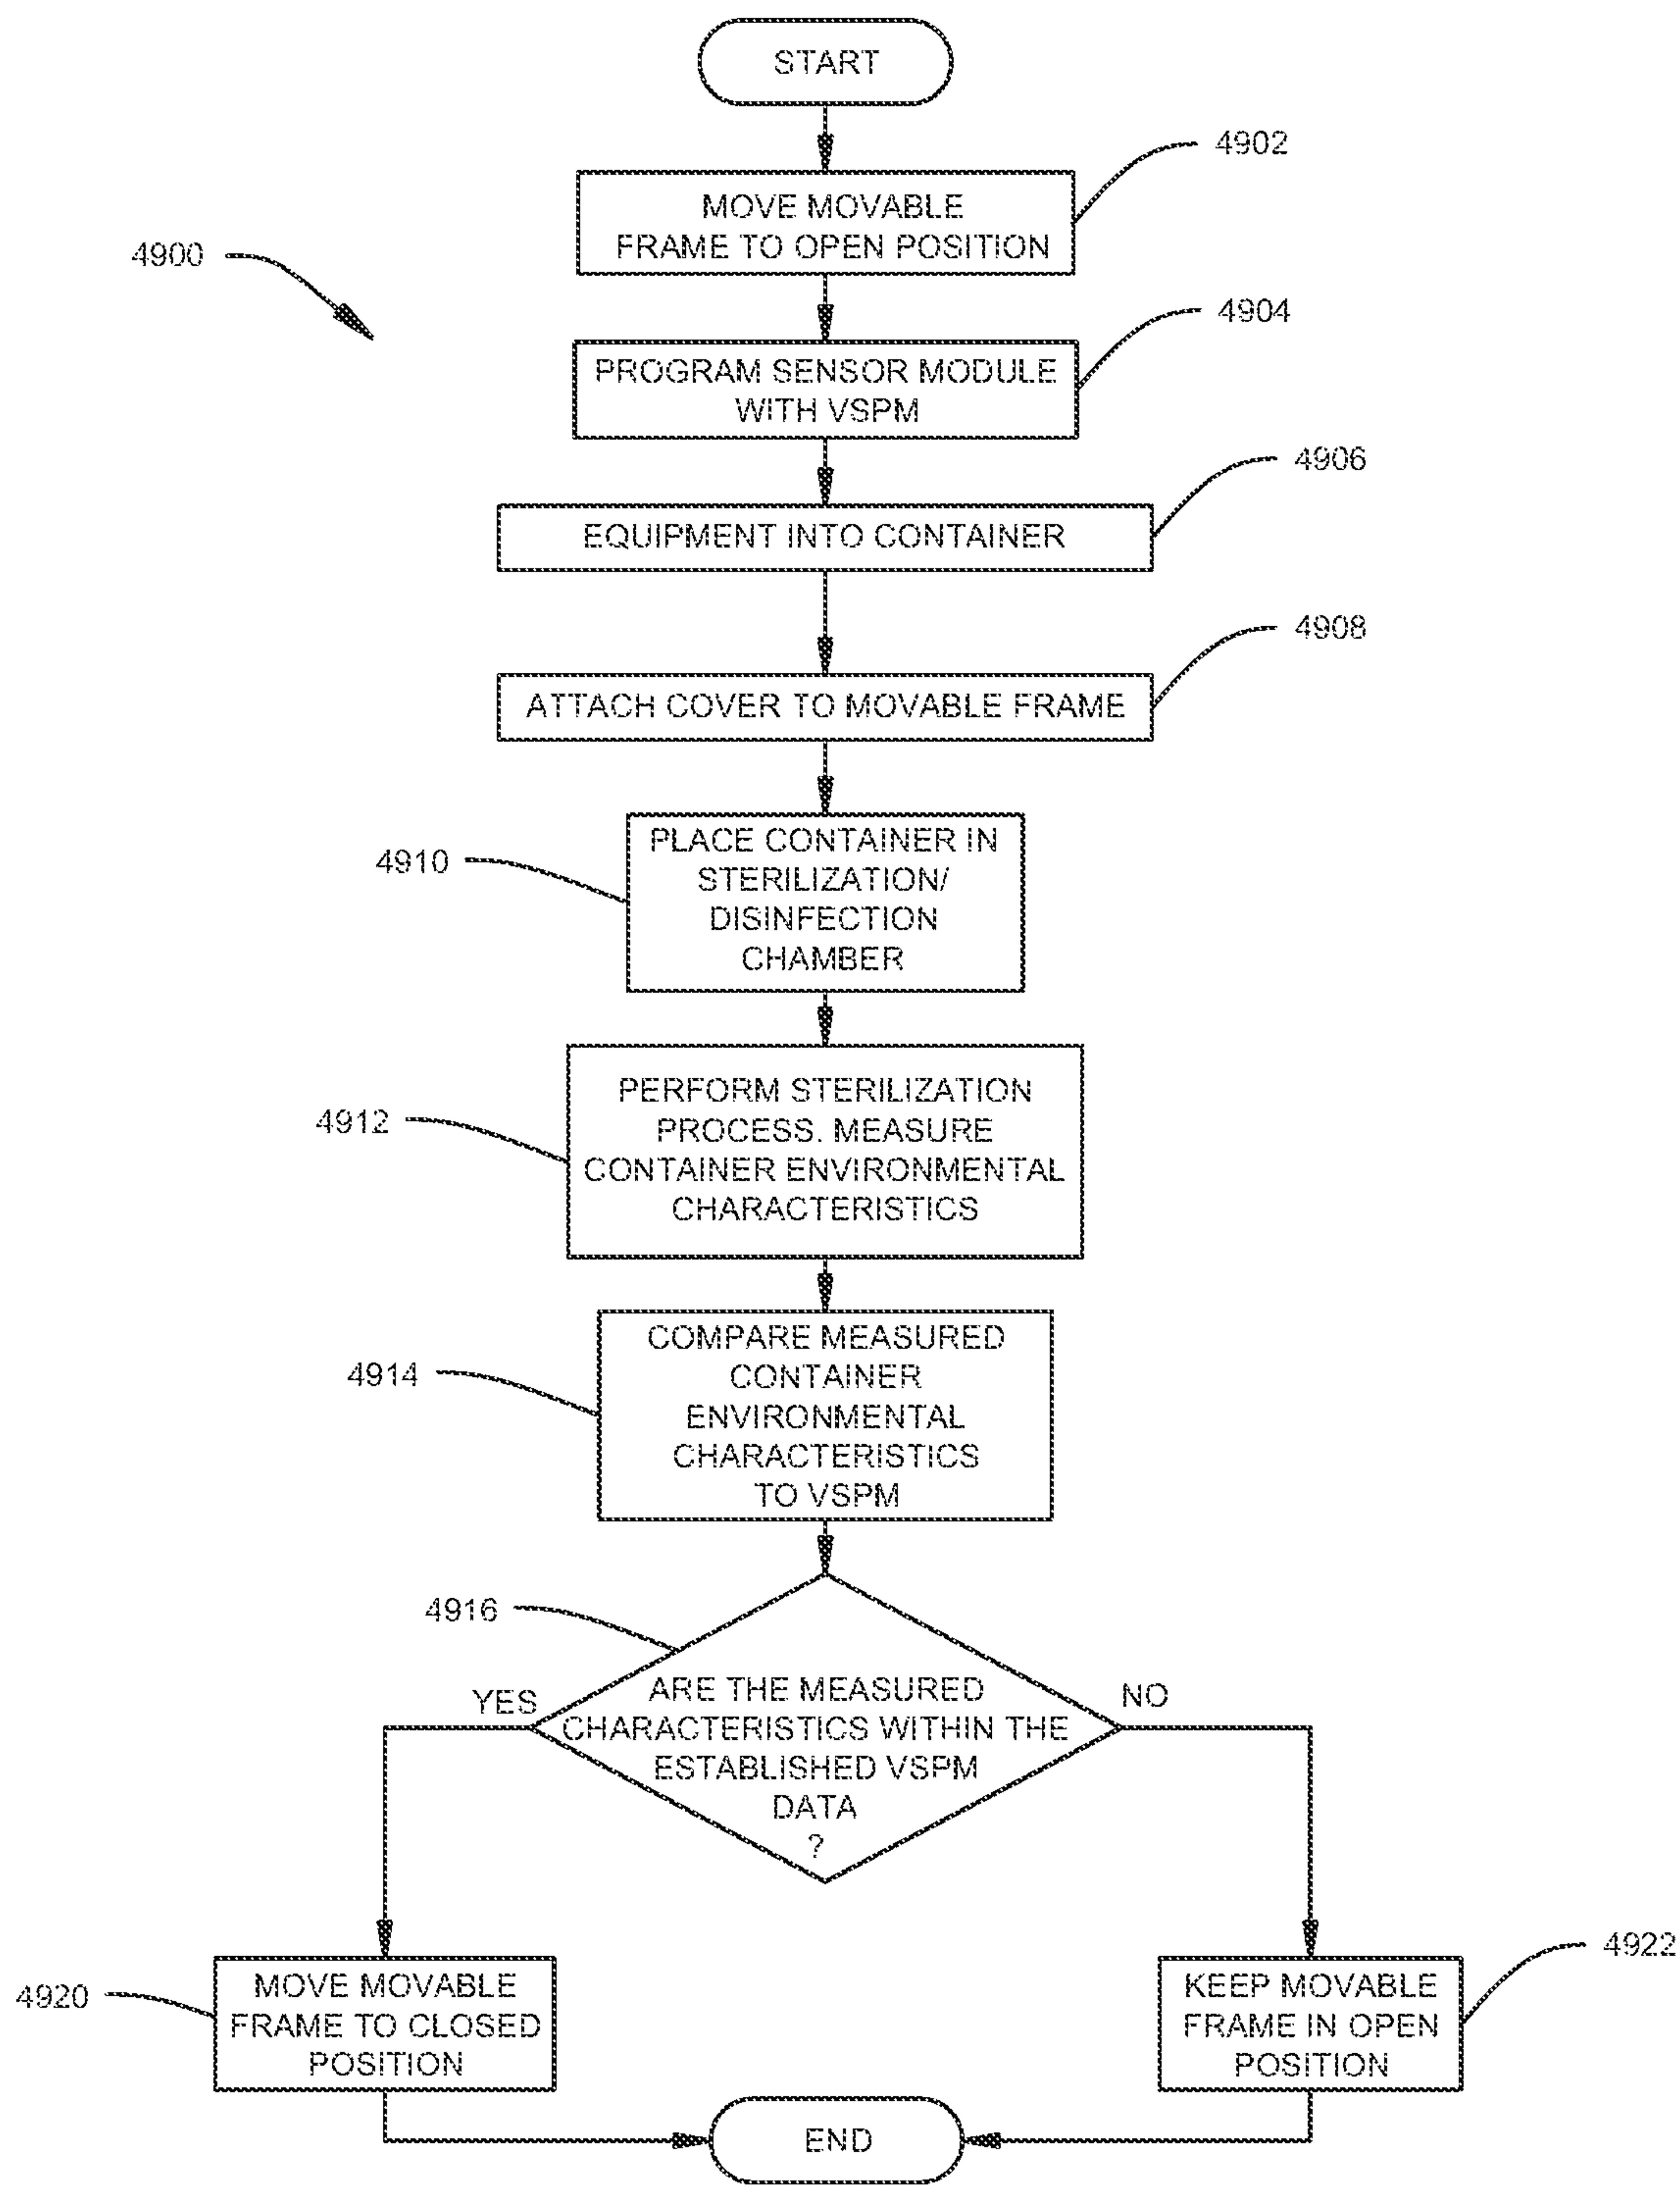 START
4902
MOVE MOVABLE
FRAME TO OPEN POSITION
4900
4904
PROGRAM SENSOR MODULE
WITH VSPM
4906
EQUIPMENT INTO CONTAINER
4908
ATTACH COVER TO MOVABLE FRAME
4910
PLACE CONTAINER IN
STERILIZATION/
DISINFECTION
CHAMBER
4912
PERFORM STERILIZATION
PROCESS. MEASURE
CONTAINER ENVIRONMENTAL
CHARACTERISTICS
4914
COMPARE MEASURED
CONTAINER
ENVIRONMENTAL
CHARACTERISTICS
TO VSPM
4916
YES
NO
ARE THE MEASURED
CHARACTERISTICS WITHIN THE
ESTABLISHED VSPM
DATA
?
4920
MOVE MOVABLE
FRAME TO CLOSED
POSITION
4922
KEEP MOVABLE
FRAME IN OPEN
POSITION
END